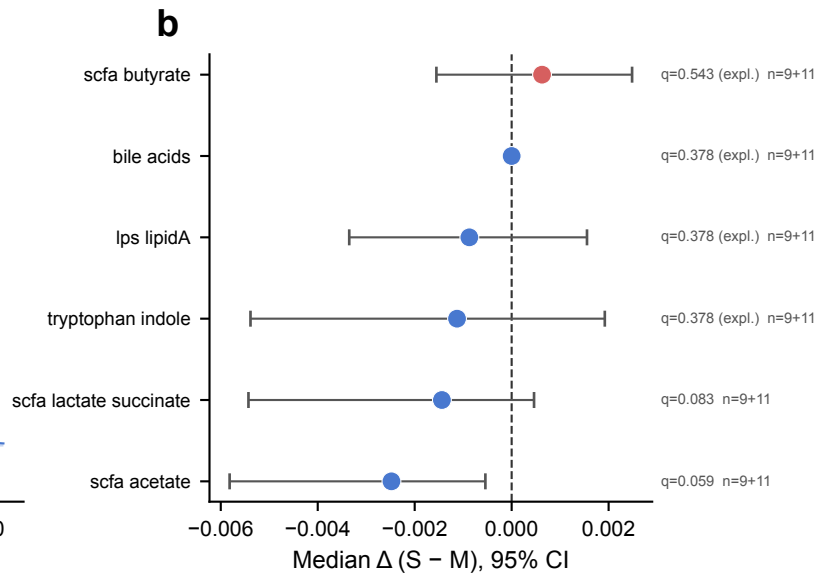 b
scfa butyrate q=0.543 (expl.) n=9+11
bile acids q=0.378 (expl.) n=9+11
lps lipidA q=0.378 (expl.) n=9+11
tryptophan indole q=0.378 (expl.) n=9+11
scfa lactate succinate q=0.083 n=9+11
scfa acetate q=0.059 n=9+11
0 −0.006 −0.004 −0.002 0.000 0.002
Median Δ (S − M), 95% CI